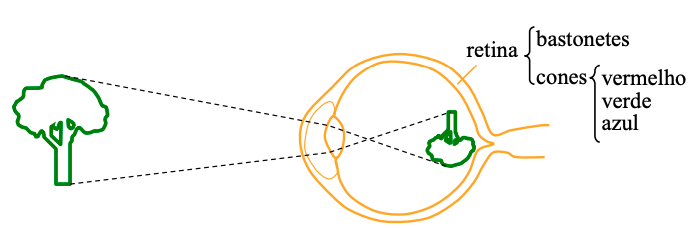 retina
bastonetes
cones
vermelho
verde
azul